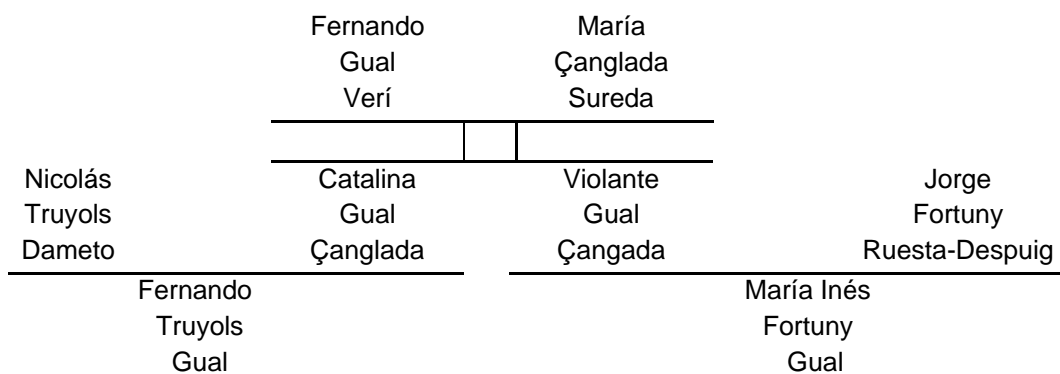 Fernando María
Gual Çanglada
Verí Sureda
Nicolás Catalina Violante Jorge
Truyols Gual Gual Fortuny
Dameto Çanglada Çangada Ruesta-Despuig
Fernando María Inés
Truyols Fortuny
Gual Gual